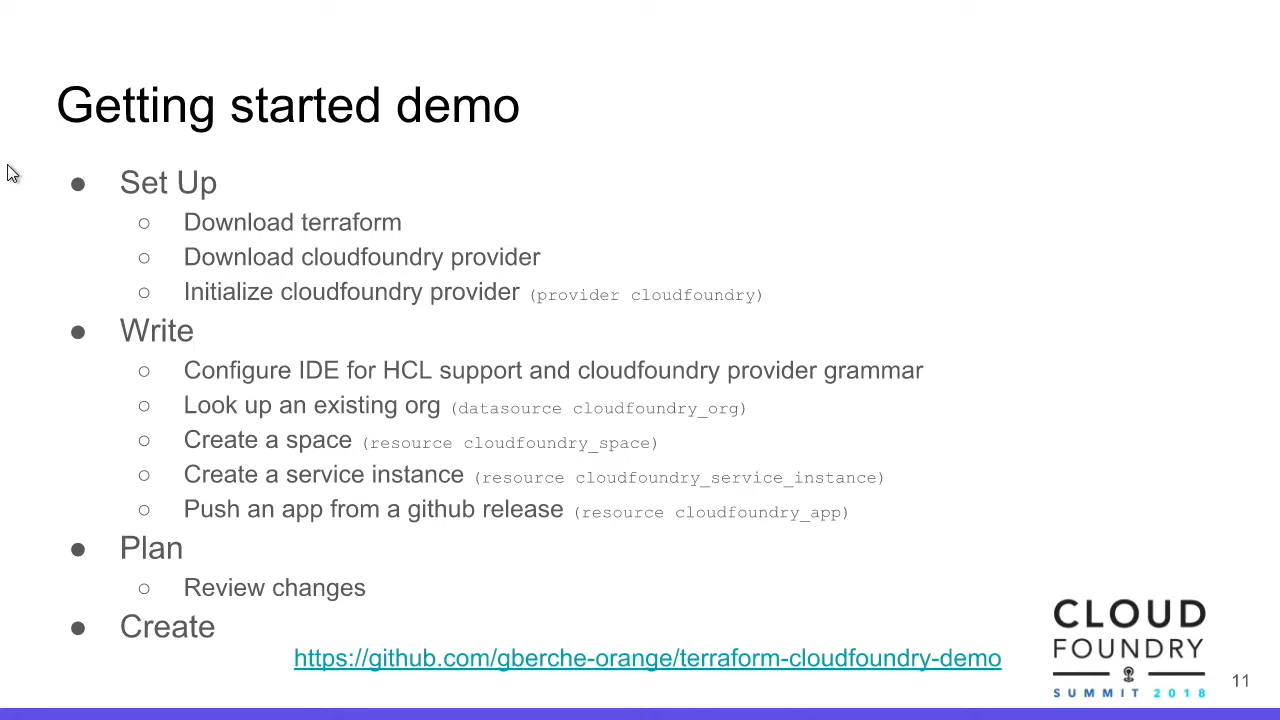 Getting started demo
● Set Up
○ Download terraform
○ Download cloudfoundry provider
○ Initialize cloudfoundry provider (provider cloudfoundry)
● Write
○ Configure IDE for HCL support and cloudfoundry provider grammar
○ Look up an existing org (datasource cloudfoundry_org)
○ Create a space (resource cloudfoundry_space)
○ Create a service instance (resource cloudfoundry_service_instance)
○ Push an app from a github release (resource cloudfoundry_app)
● Plan
○ Review changes
● Create
https://github.com/gberche-orange/terraform-cloudfoundry-demo
CLOUD
FOUNDRY
SUMMIT 2018
11